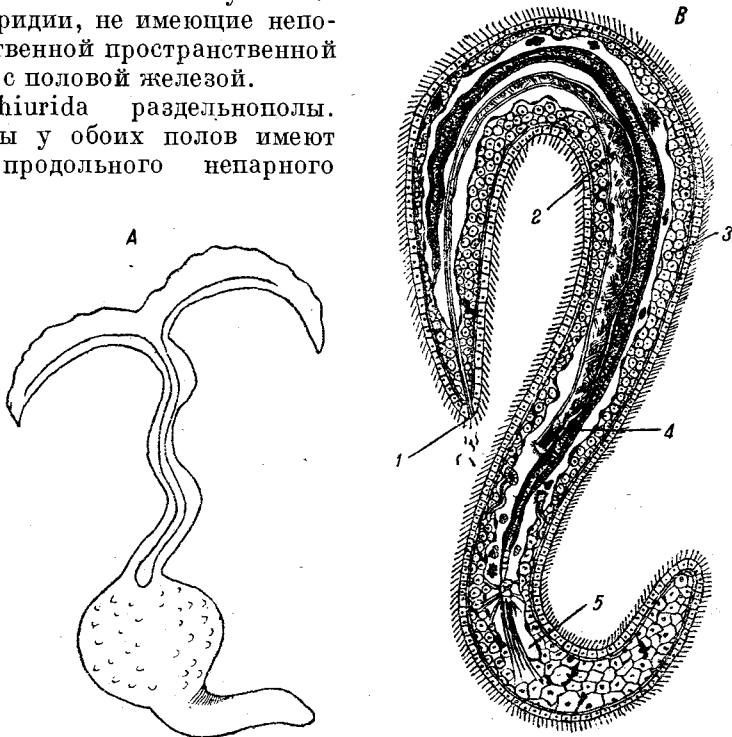 ридии, не имеющие непо-
твенной пространственной
с половой железой.
hiurida раздельнополы.
ы у обоих полов имеют
продольного непарного
В
А
2
3
1
4
5